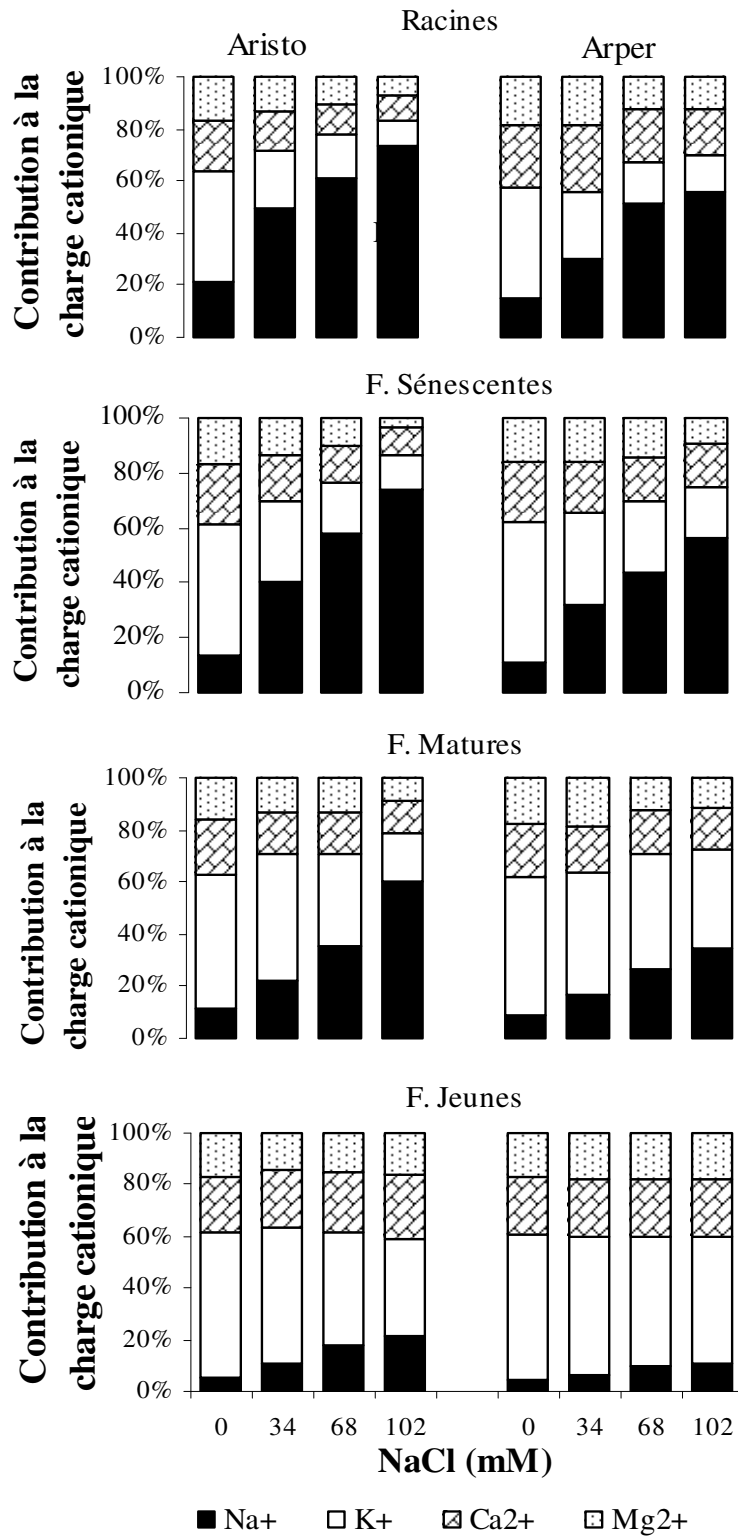 Racines
Aristo
Arper
Contribution à la
charge cationique
100%
80%
60%
40%
20%
0%
F. Sénescentes
Contribution à la
charge cationique
100%
80%
60%
40%
20%
0%
F. Matures
Contribution à la
charge cationique
100%
80%
60%
40%
20%
0%
F. Jeunes
Contribution à la
charge cationique
100%
80%
60%
40%
20%
0%
0 34 68 102 0 34 68 102
NaCl (mM)
Na+ K+ Ca2+ Mg2+